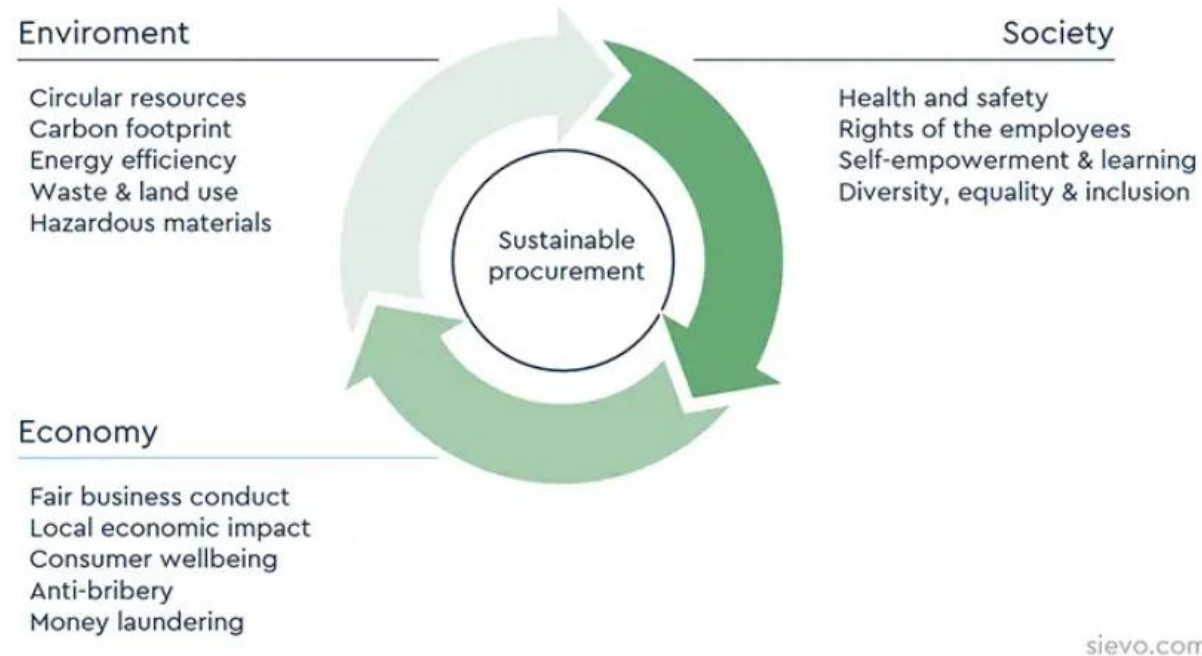 Enviroment
Circular resources
Carbon footprint
Energy efficiency
Waste & land use
Hazardous materials
Society
Health and safety
Rights of the employees
Self-empowerment & learning
Diversity, equality & inclusion
Sustainable
procurement
Economy
Fair business conduct
Local economic impact
Consumer wellbeing
Anti-bribery
Money laundering
sievo.com